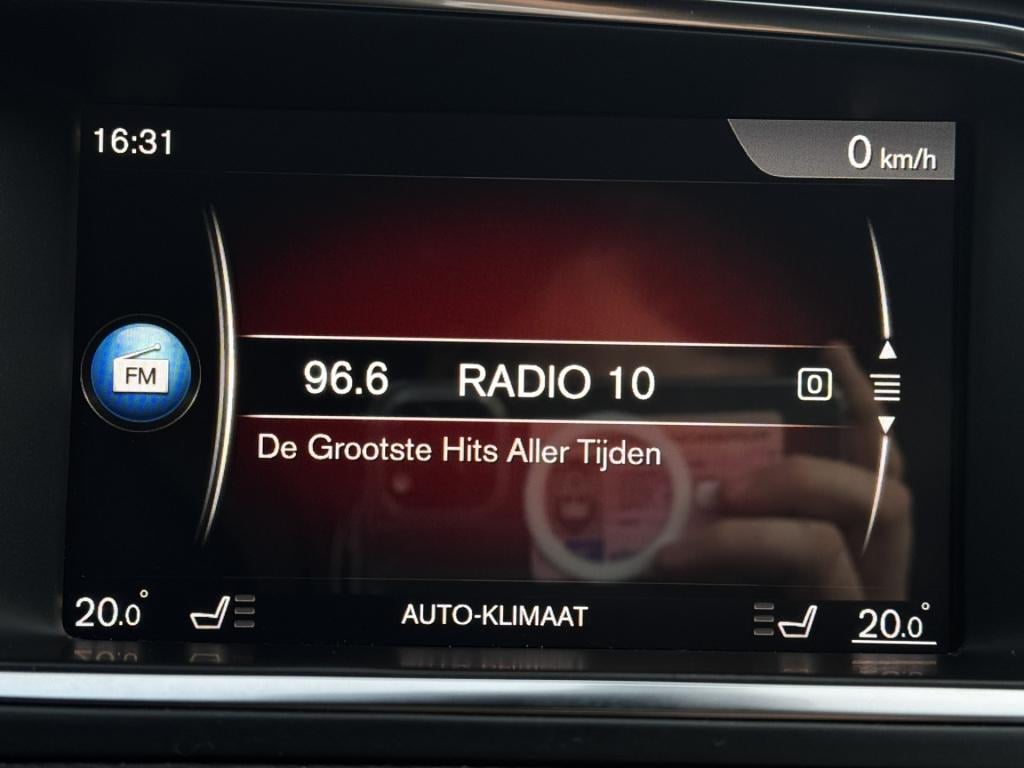 16:31
0 km/h
FM
96.6 RADIO 10 0
De Grootste Hits Aller Tijden
20.0° AUTO-KLIMAAT 20.0°